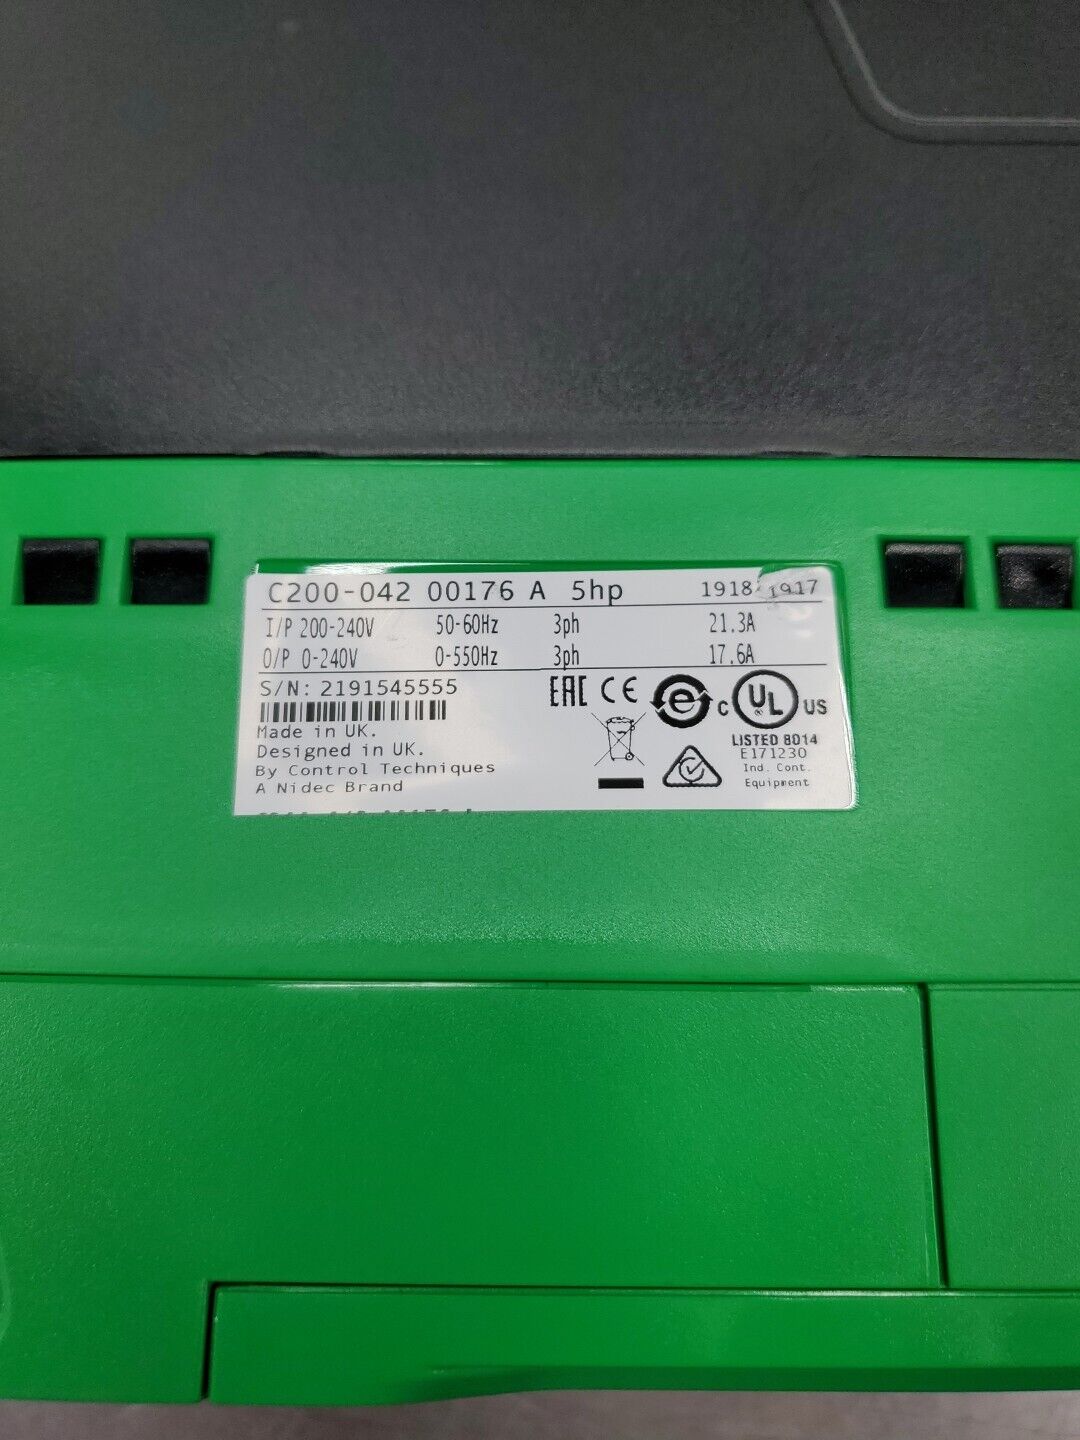 C200-042 00176 A 5hp 1918 1917
I/P 200-240V 50-60Hz 3ph 21.3A
O/P 0-240V 0-550Hz 3ph 17.6A
S/N: 2191545555
EAC CE e C UL US
Made in UK.
Designed in UK.
By Control Techniques
A Nidec Brand
LISTED 8D14
E171230
Ind. Cont.
Equipment